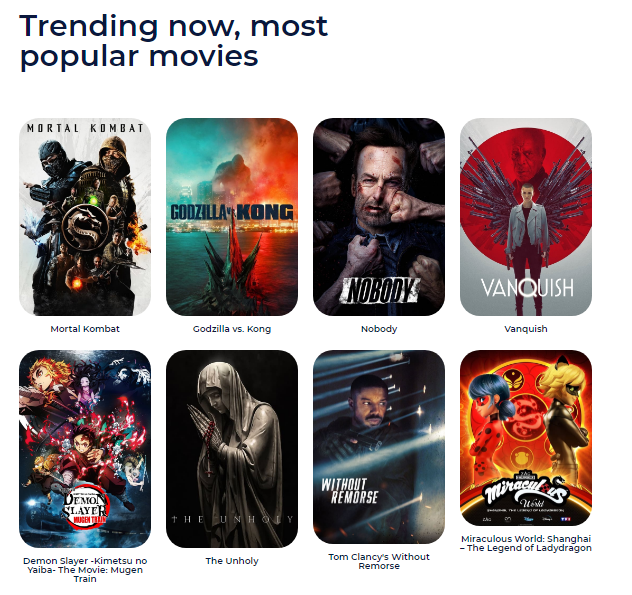 Trending now, most
popular movies
MORTAL KOMBAT
GODZILLA VS. KONG
NOBODY
VANQUISH
Mortal Kombat
Godzilla vs. Kong
Nobody
Vanquish
DEMON
SLAYER
MUGEN TRAIN
THE UNHOLY
WITHOUT
REMORSE
Miraculous
World
Demon Slayer -Kimetsu no
Yaiba- The Movie: Mugen
Train
The Unholy
Tom Clancy's Without
Remorse
Miraculous World: Shanghai
– The Legend of Ladydragon